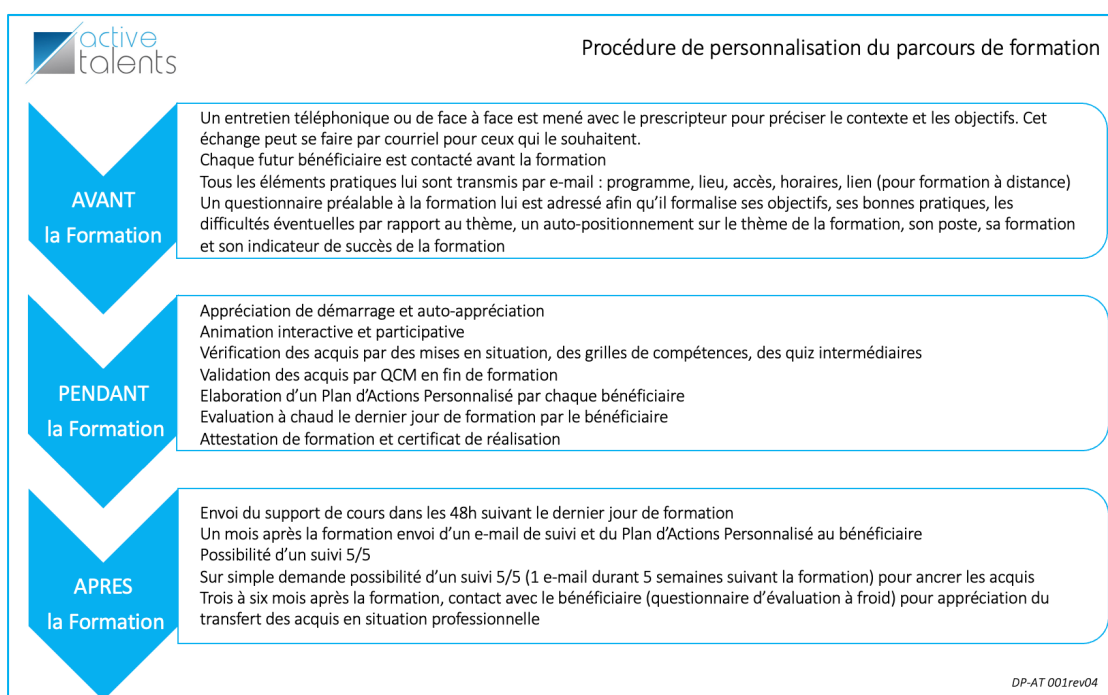 active
talents
Procédure de personnalisation du parcours de formation
AVANT
la Formation
Un entretien téléphonique ou de face à face est mené avec le prescripteur pour préciser le contexte et les objectifs. Cet
échange peut se faire par courriel pour ceux qui le souhaitent.
Chaque futur bénéficiaire est contacté avant la formation
Tous les éléments pratiques lui sont transmis par e-mail : programme, lieu, accès, horaires, lien (pour formation à distance)
Un questionnaire préalable à la formation lui est adressé afin qu'il formalise ses objectifs, ses bonnes pratiques, les
difficultés éventuelles par rapport au thème, un auto-positionnement sur le thème de la formation, son poste, sa formation
et son indicateur de succès de la formation
PENDANT
la Formation
Appréciation de démarrage et auto-appréciation
Animation interactive et participative
Vérification des acquis par des mises en situation, des grilles de compétences, des quiz intermédiaires
Validation des acquis par QCM en fin de formation
Elaboration d'un Plan d'Actions Personnalisé par chaque bénéficiaire
Evaluation à chaud le dernier jour de formation par le bénéficiaire
Attestation de formation et certificat de réalisation
APRES
la Formation
Envoi du support de cours dans les 48h suivant le dernier jour de formation
Un mois après la formation envoi d'un e-mail de suivi et du Plan d'Actions Personnalisé au bénéficiaire
Possibilité d'un suivi 5/5
Sur simple demande possibilité d'un suivi 5/5 (1 e-mail durant 5 semaines suivant la formation) pour ancrer les acquis
Trois à six mois après la formation, contact avec le bénéficiaire (questionnaire d'évaluation à froid) pour appréciation du
transfert des acquis en situation professionnelle
DP-AT 001rev04